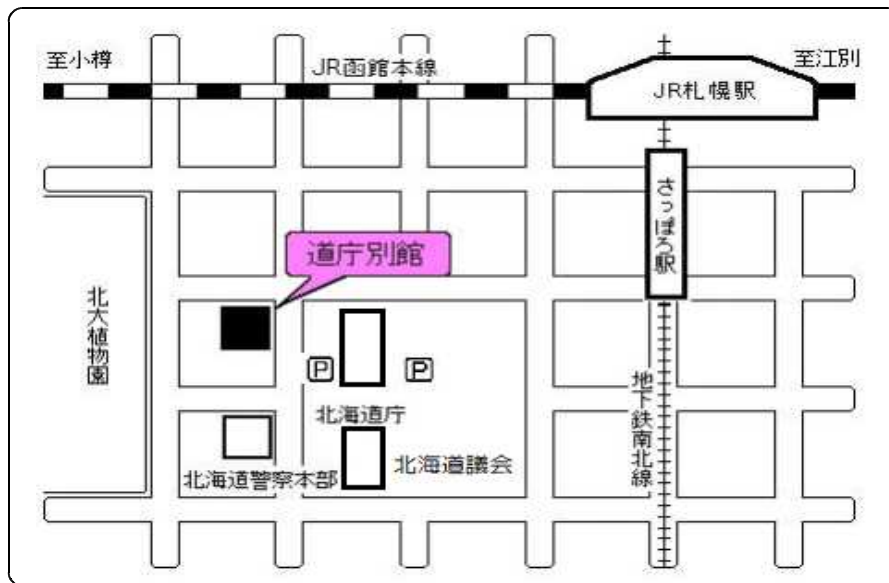 至小樽
JR函館本線
JR札幌駅
至江別
さっぽろ駅
道庁別館
北大植物園
P
P
北海道庁
地下鉄南北線
北海道議会
北海道警察本部